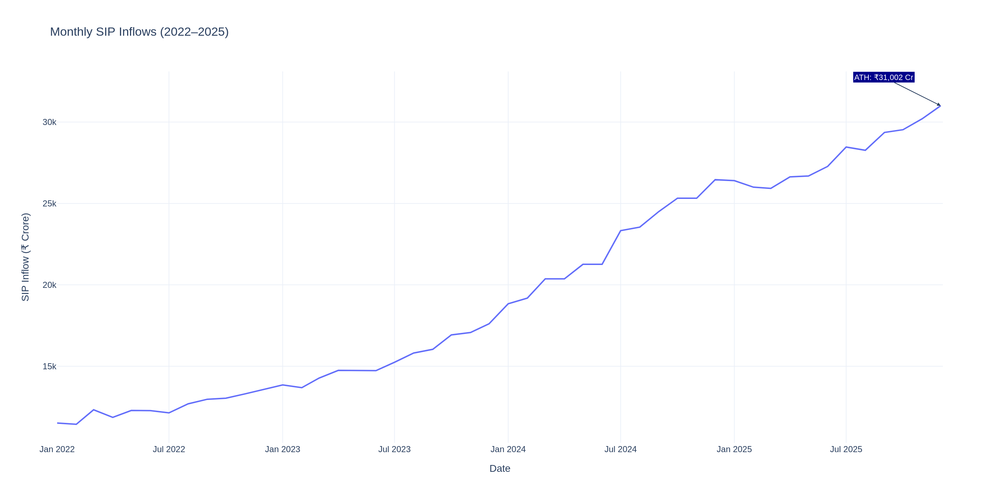 Monthly SIP Inflows (2022–2025)
ATH: ₹31,002 Cr
30k
25k
20k
15k
SIP Inflow (₹ Crore)
Jan 2022
Jul 2022
Jan 2023
Jul 2023
Jan 2024
Jul 2024
Jan 2025
Jul 2025
Date